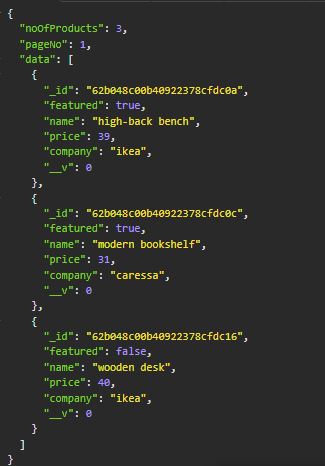 {
"noOfProducts": 3,
"pageNo": 1,
"data": [
{
"_id": "62b048c00b40922378cfdc0a",
"featured": true,
"name": "high-back bench",
"price": 39,
"company": "ikea",
"__v": 0
},
{
"_id": "62b048c00b40922378cfdc0c",
"featured": true,
"name": "modern bookshelf",
"price": 31,
"company": "caressa",
"__v": 0
},
{
"_id": "62b048c00b40922378cfdc16",
"featured": false,
"name": "wooden desk",
"price": 40,
"company": "ikea",
"__v": 0
}
]
}